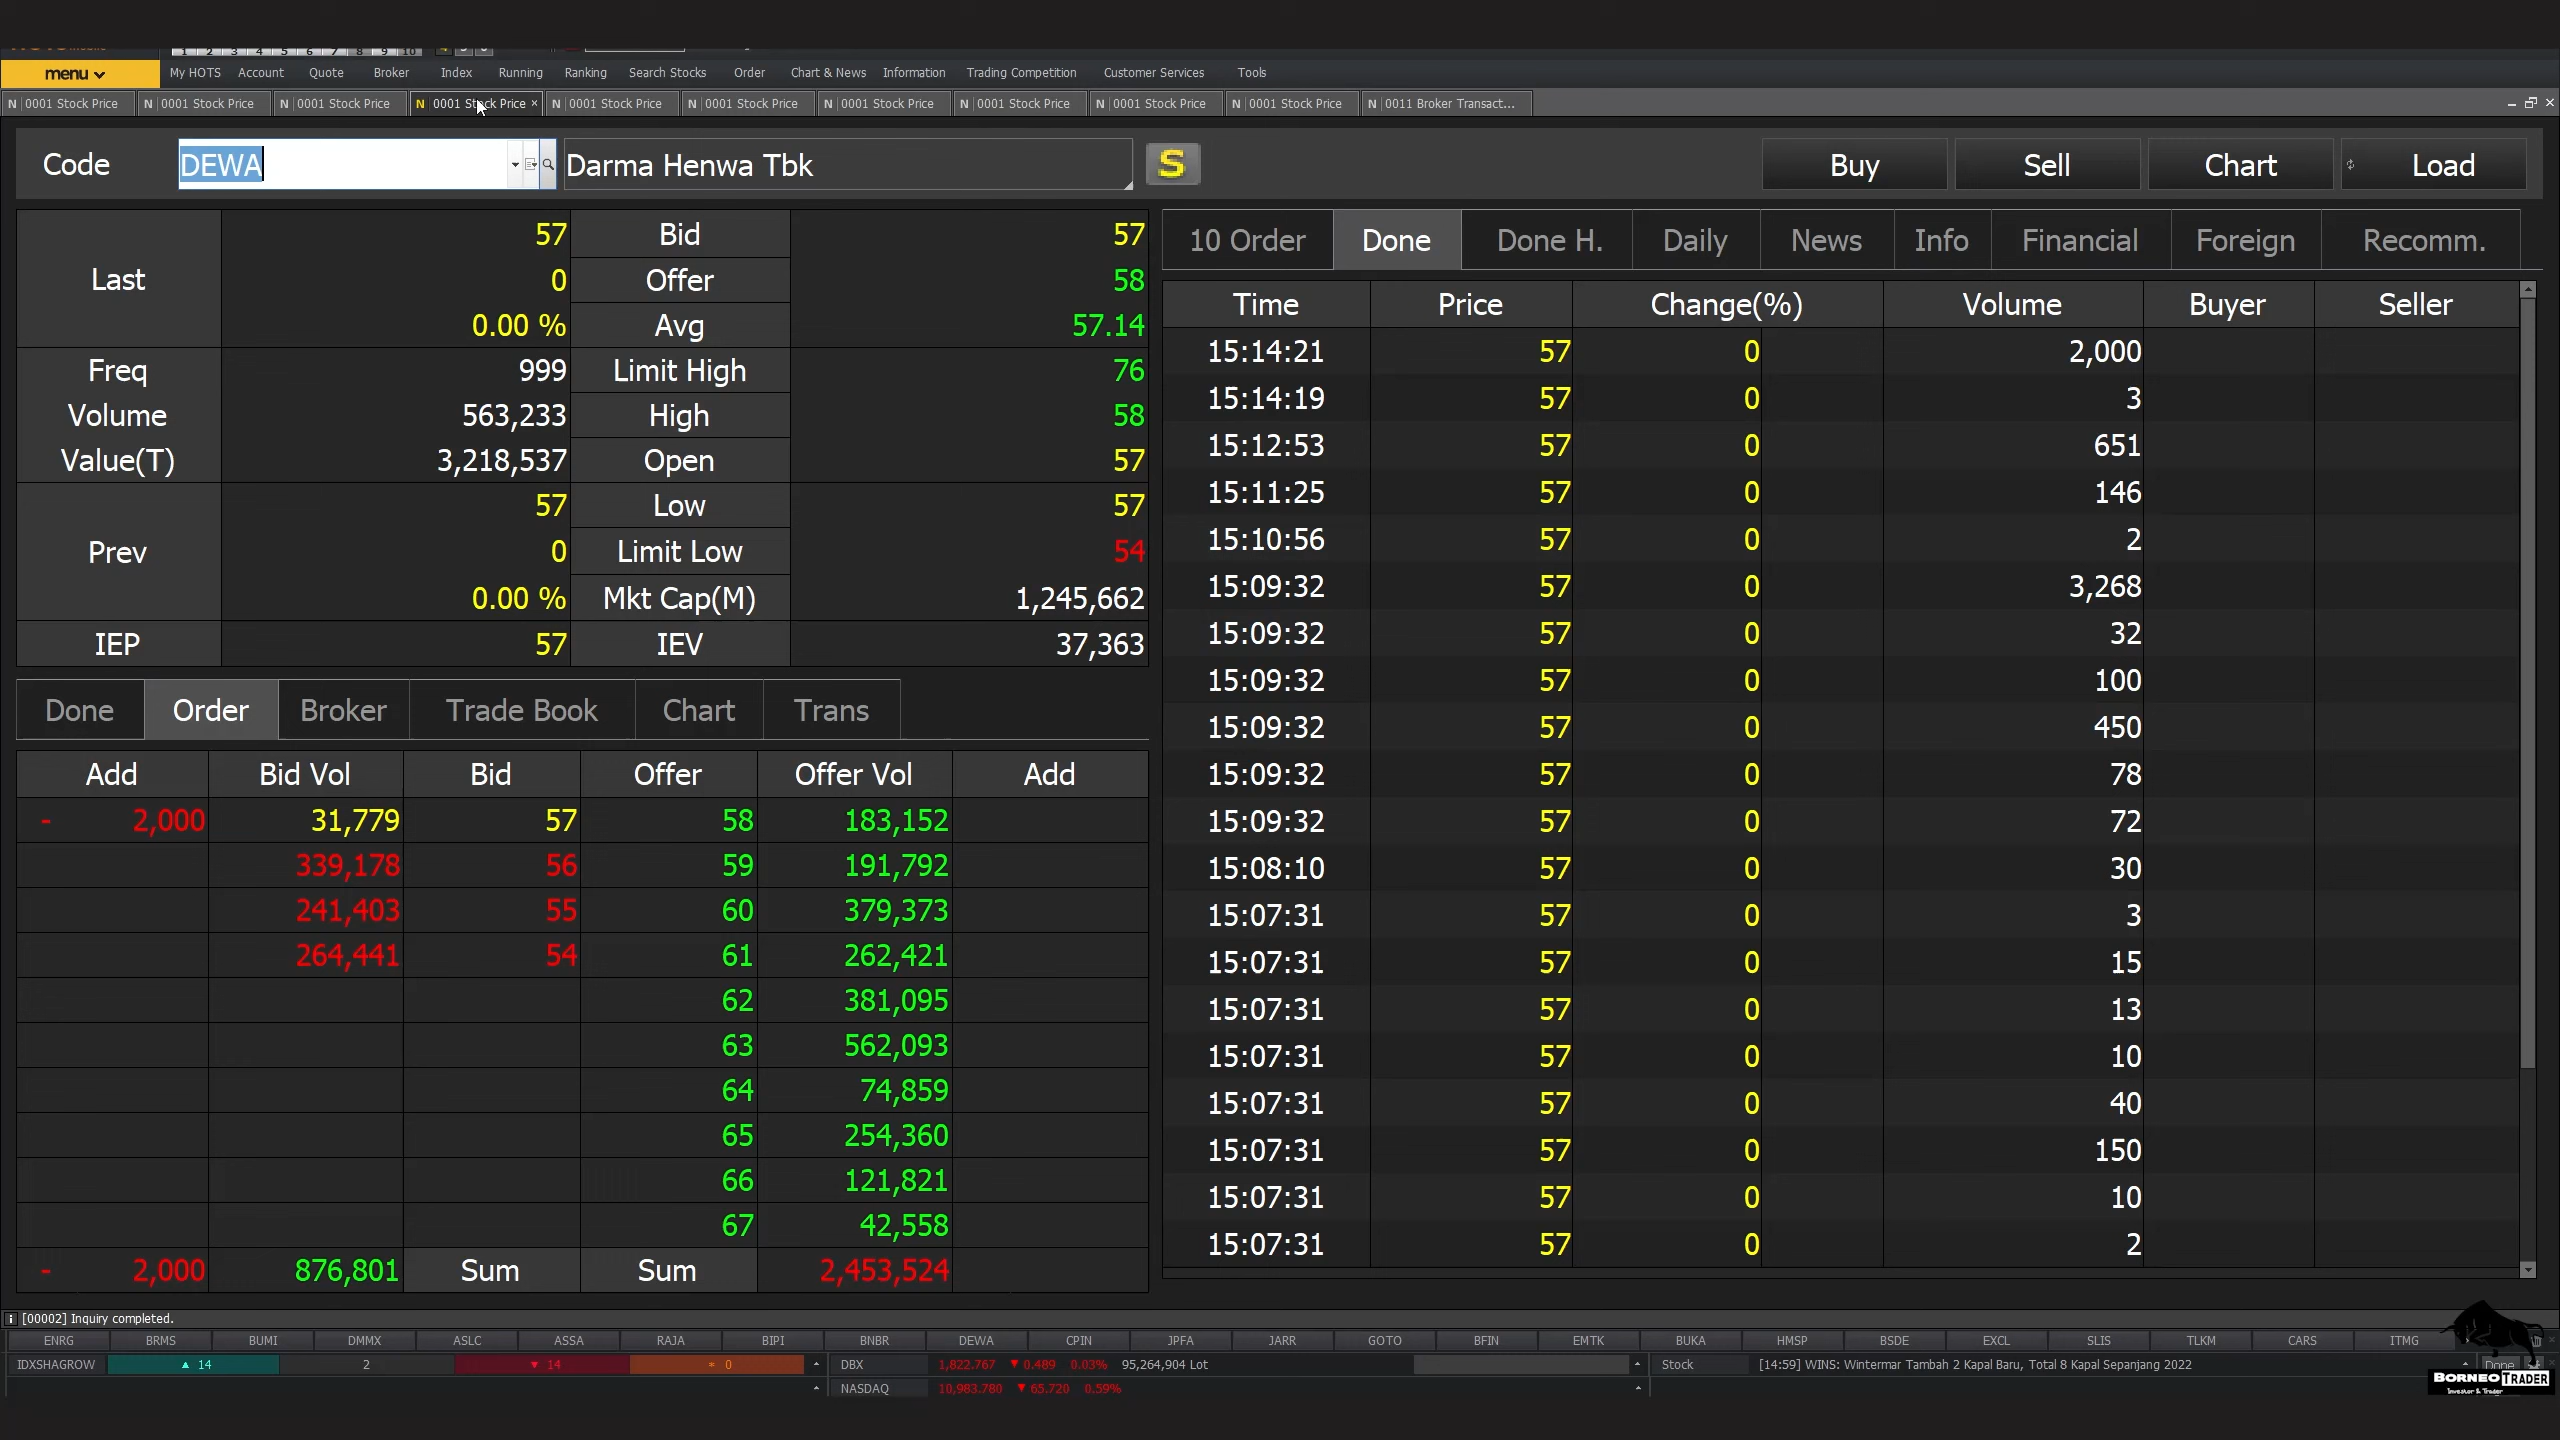 1 2 3 4 5 6 7 8 9 10
menu My HOTS Account Quote Broker Index Running Ranking Search Stocks Order Chart & News Information Trading Competition Customer Services Tools
N 0001 Stock Price N 0001 Stock Price N 0001 Stock Price N 0001 Stock Price × N 0001 Stock Price N 0001 Stock Price N 0001 Stock Price N 0001 Stock Price N 0001 Stock Price N 0001 Stock Price N 0011 Broker Transact...
Code DEWA Darma Henwa Tbk S Buy Sell Chart Load
Last 57 Bid 57
0 Offer 58
0.00 % Avg 57.14
Freq 999 Limit High 76
Volume 563,233 High 58
Value(T) 3,218,537 Open 57
Prev 57 Low 57
0 Limit Low 54
0.00 % Mkt Cap(M) 1,245,662
IEP 57 IEV 37,363
Done Order Broker Trade Book Chart Trans
Add Bid Vol Bid Offer Offer Vol Add
- 2,000 31,779 57 58 183,152
339,178 56 59 191,792
241,403 55 60 379,373
264,441 54 61 262,421
62 381,095
63 562,093
64 74,859
65 254,360
66 121,821
67 42,558
- 2,000 876,801 Sum Sum 2,453,524
10 Order Done Done H. Daily News Info Financial Foreign Recomm.
Time Price Change(%) Volume Buyer Seller
15:14:21 57 0 2,000
15:14:19 57 0 3
15:12:53 57 0 651
15:11:25 57 0 146
15:10:56 57 0 2
15:09:32 57 0 3,268
15:09:32 57 0 32
15:09:32 57 0 100
15:09:32 57 0 450
15:09:32 57 0 78
15:09:32 57 0 72
15:08:10 57 0 30
15:07:31 57 0 3
15:07:31 57 0 15
15:07:31 57 0 13
15:07:31 57 0 10
15:07:31 57 0 40
15:07:31 57 0 150
15:07:31 57 0 10
15:07:31 57 0 2
[00002] Inquiry completed.
ENRG BRMS BUMI DMMX ASLC ASSA RAJA BIPI BNBR DEWA CPIN JPFA JARR GOTO BFIN EMTK BUKA HMSP BSDE EXCL SLIS TLKM CARS ITMG
IDXSHAGROW ▲ 14 2 ▼ 14 * 0 DBX 1,822.767 ▼ 0.489 0.03% 95,264,904 Lot Stock [14:59] WINS: Wintermar Tambah 2 Kapal Baru, Total 8 Kapal Sepanjang 2022 Done
NASDAQ 10,983.780 ▼ 65.720 0.59%
BORNEO TRADER
Investor & Trader